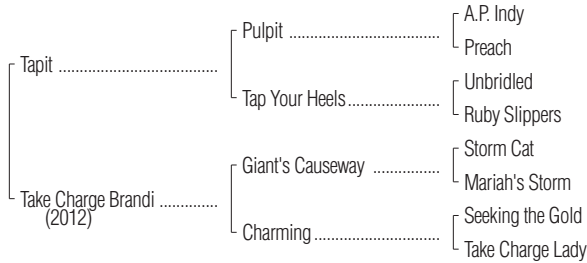 A.P. Indy
Pulpit
Preach
Tapit
Unbridled
Tap Your Heels
Ruby Slippers
Storm Cat
Giant's Causeway
Mariah's Storm
Take Charge Brandi
(2012)
Seeking the Gold
Charming
Take Charge Lady